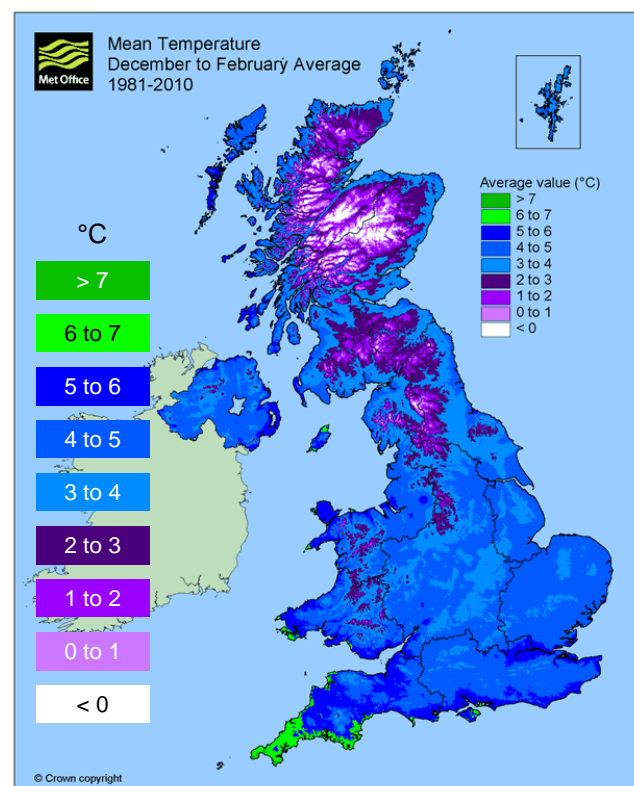 Met Office
Mean Temperature
December to February Average
1981-2010
°C
> 7
6 to 7
5 to 6
4 to 5
3 to 4
2 to 3
1 to 2
0 to 1
< 0
Average value (°C)
> 7
6 to 7
5 to 6
4 to 5
3 to 4
2 to 3
1 to 2
0 to 1
< 0
© Crown copyright